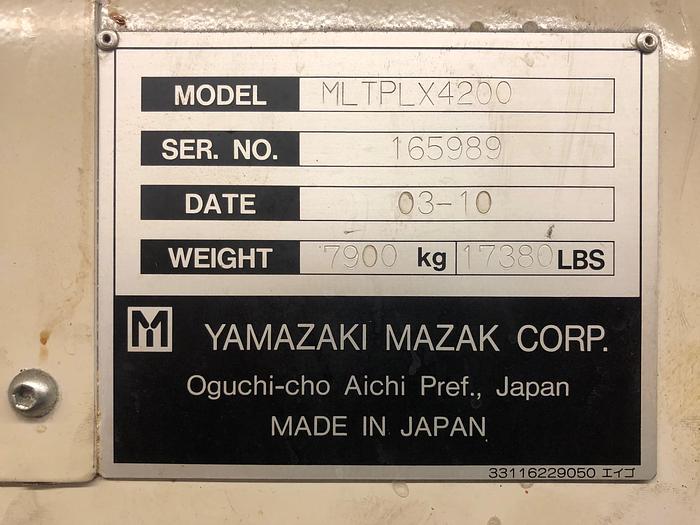 MODEL MLTPLX4200
SER. NO. 165989
DATE 03-10
WEIGHT 7900 kg 17380 LBS
YAMAZAKI MAZAK CORP.
Oguchi-cho Aichi Pref., Japan
MADE IN JAPAN
33116229050 エイゴ